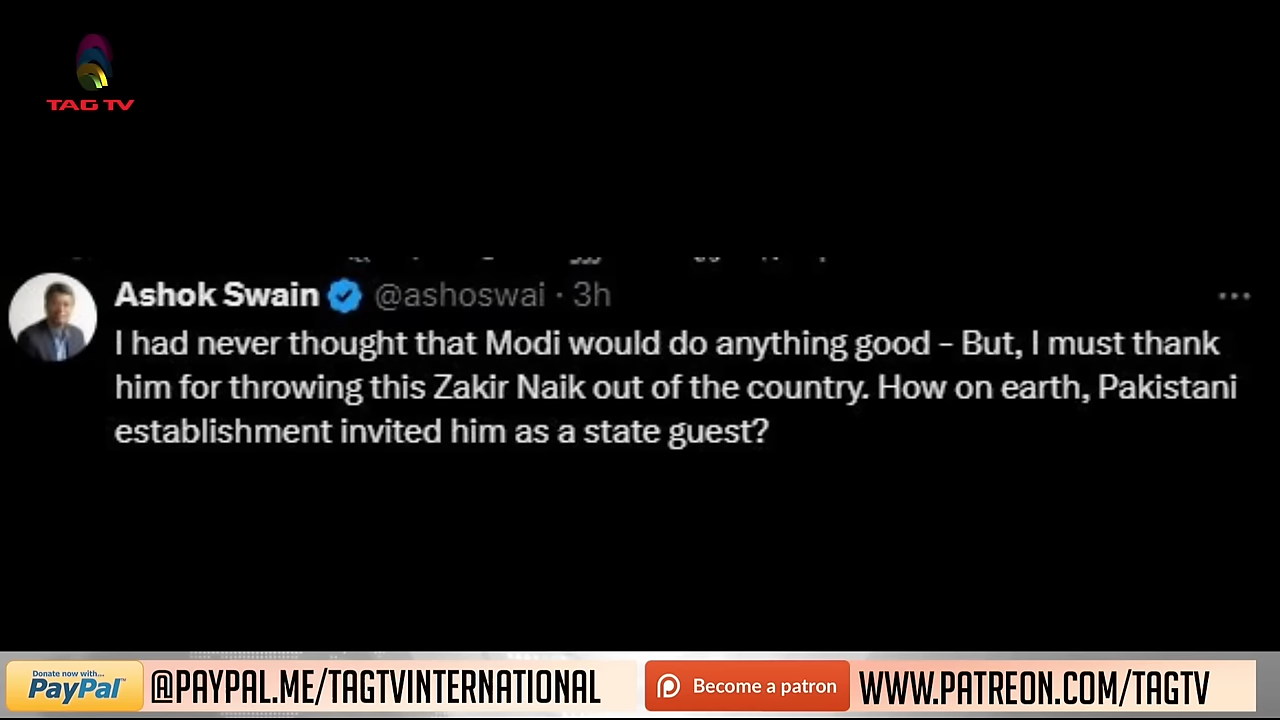 TAG TV
Ashok Swain @ashoswai · 3h
I had never thought that Modi would do anything good - But, I must thank
him for throwing this Zakir Naik out of the country. How on earth, Pakistani
establishment invited him as a state guest?
Donate now with...
PayPal™ @PAYPAL.ME/TAGTVINTERNATIONAL Become a patron WWW.PATREON.COM/TAGTV